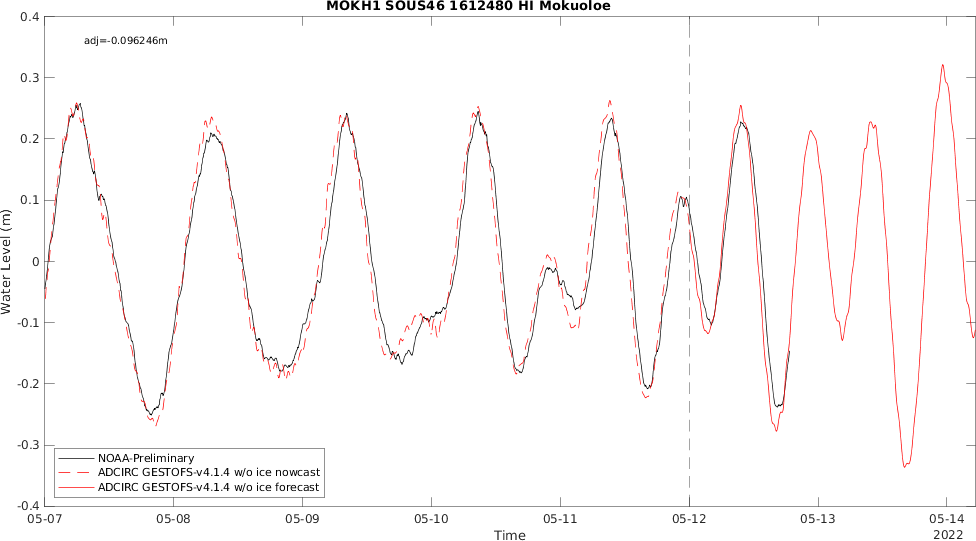 MOKH1 SOUS46 1612480 HI Mokuoloe
adj=-0.096246m
0.4
0.3
0.2
0.1
0
-0.1
-0.2
-0.3
-0.4
Water Level (m)
NOAA-Preliminary
ADCIRC GESTOFS-v4.1.4 w/o ice nowcast
ADCIRC GESTOFS-v4.1.4 w/o ice forecast
05-07 05-08 05-09 05-10 05-11 05-12 05-13 05-14
Time
2022